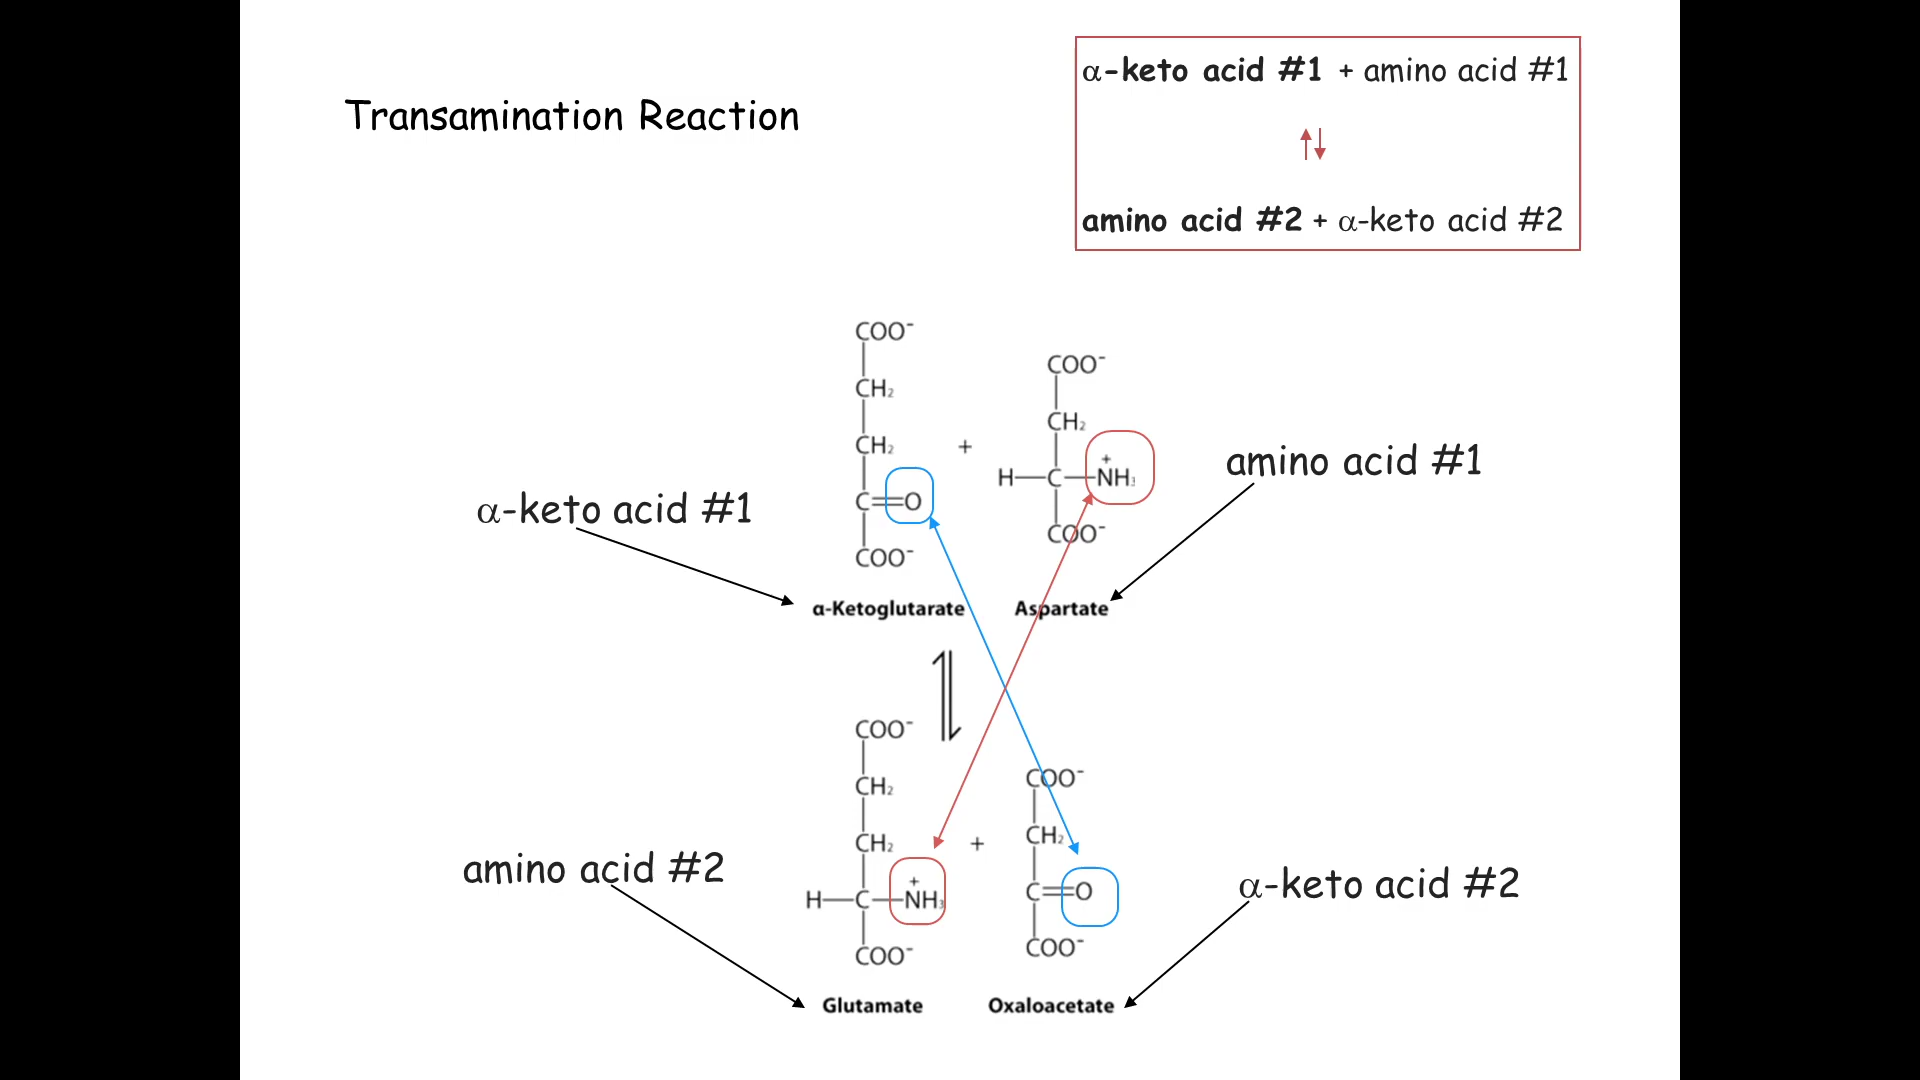 Transamination Reaction
α-keto acid #1 + amino acid #1
amino acid #2 + α-keto acid #2
COO⁻
CH₂
CH₂
C=O
COO⁻
α-Ketoglutarate
+
COO⁻
CH₂
H—C—NH₃⁺
COO⁻
Aspartate
α-keto acid #1
amino acid #1
COO⁻
CH₂
CH₂
H—C—NH₃⁺
COO⁻
Glutamate
+
COO⁻
CH₂
C=O
COO⁻
Oxaloacetate
amino acid #2
α-keto acid #2